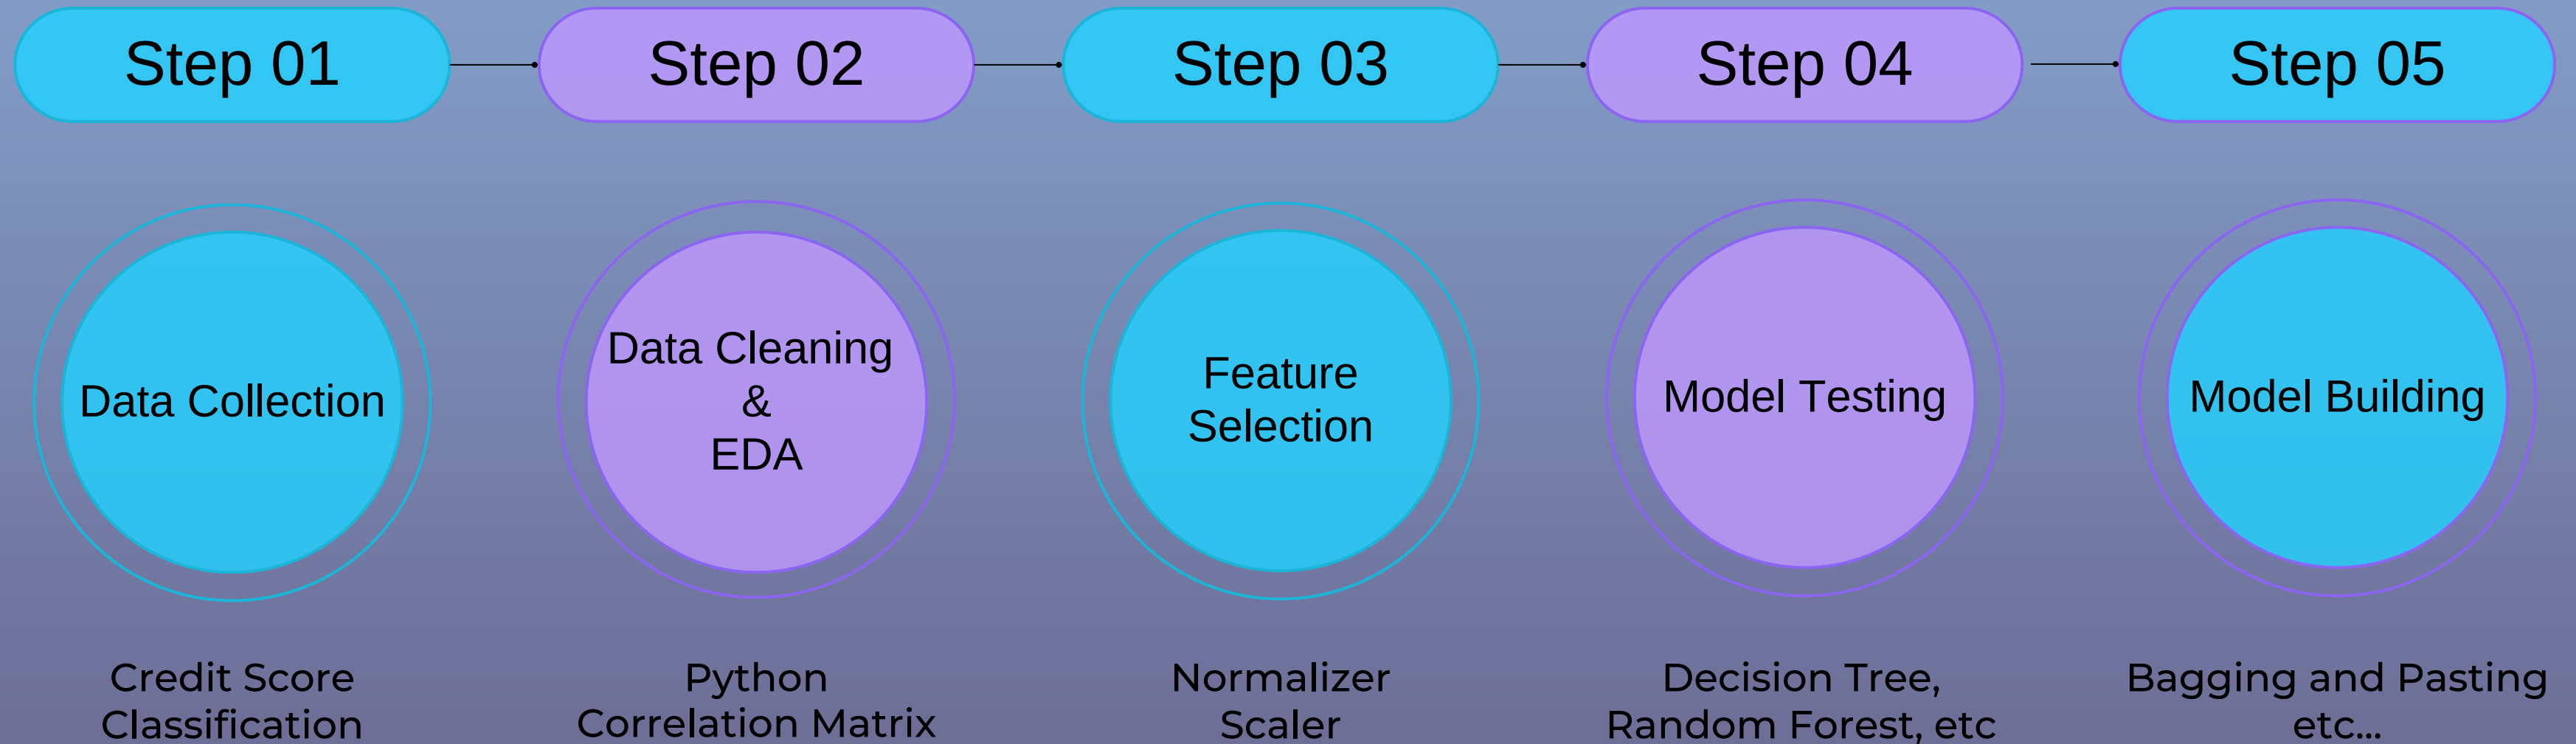 Step 01
Step 02
Step 03
Step 04
Step 05
Data Collection
Data Cleaning
&
EDA
Feature
Selection
Model Testing
Model Building
Credit Score
Classification
Python
Correlation Matrix
Normalizer
Scaler
Decision Tree,
Random Forest, etc
Bagging and Pasting
etc...